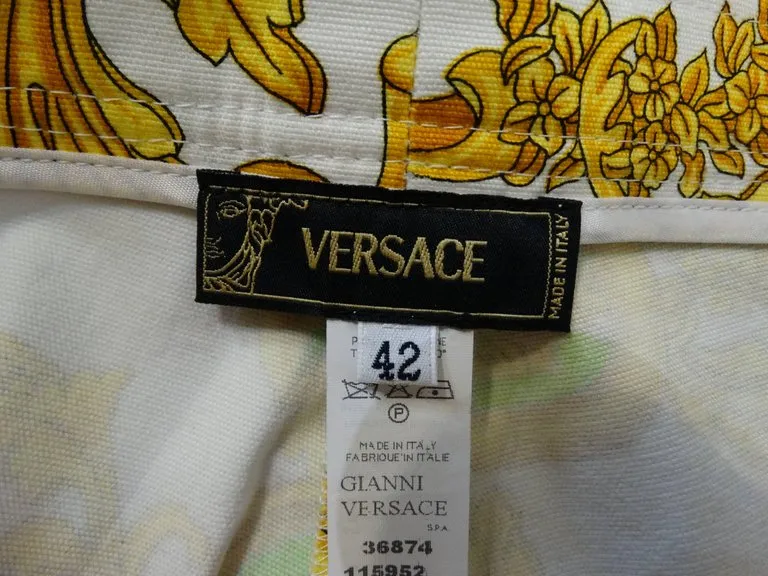 VERSACE
MADE IN ITALY
42
P
MADE IN ITALY
FABRIQUE IN ITALIE
GIANNI
VERSACE
S.P.A.
36874
115952